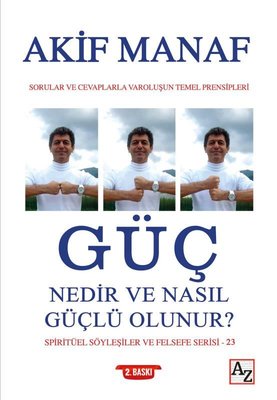 AKİF MANAF
SORULAR VE CEVAPLARLA VAROLUŞUN TEMEL PRENSİPLERİ
GÜÇ
NEDİR VE NASIL
GÜÇLÜ OLUNUR?
SPİRİTÜEL SÖYLEŞİLER VE FELSEFE SERİSİ - 23
2. BASKI
AZ